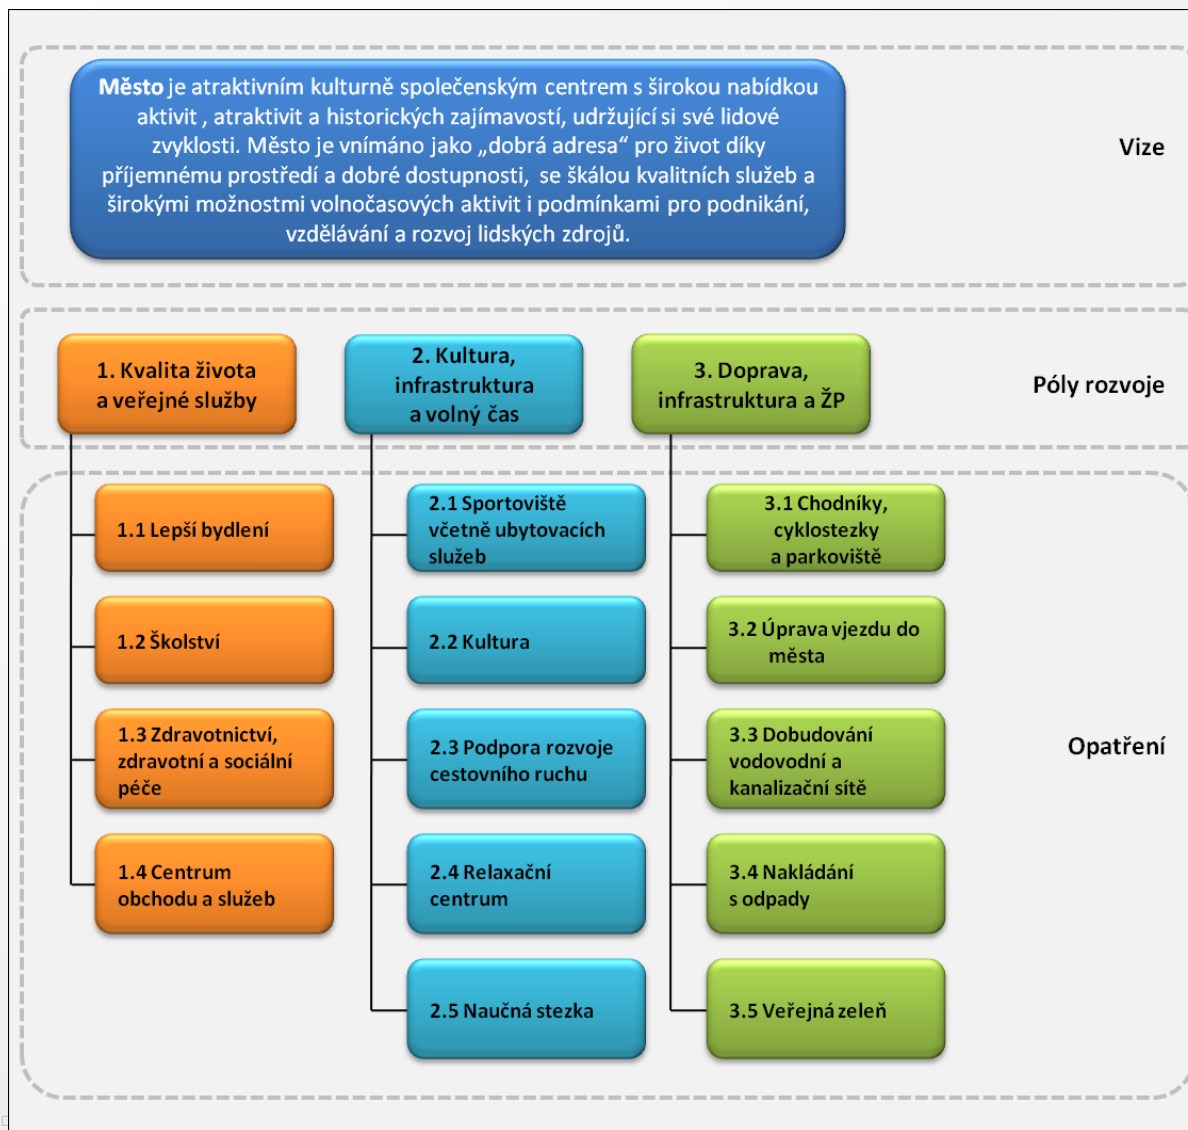 Město je atraktivním kulturně společenským centrem s širokou nabídkou
aktivit , atraktivit a historických zajímavostí, udržující si své lidové
zvyklosti. Město je vnímáno jako „dobrá adresa“ pro život díky
příjemnému prostředí a dobré dostupnosti, se škálou kvalitních služeb a
širokými možnostmi volnočasových aktivit i podmínkami pro podnikání,
vzdělávání a rozvoj lidských zdrojů.
Vize
1. Kvalita života
a veřejné služby
2. Kultura,
infrastruktura
a volný čas
3. Doprava,
infrastruktura a ŽP
Póly rozvoje
1.1 Lepší bydlení
1.2 Školství
1.3 Zdravotnictví,
zdravotní a sociální
péče
1.4 Centrum
obchodu a služeb
2.1 Sportoviště
včetně ubytovacích
služeb
2.2 Kultura
2.3 Podpora rozvoje
cestovního ruchu
2.4 Relaxační
centrum
2.5 Naučná stezka
3.1 Chodníky,
cyklostezky
a parkoviště
3.2 Úprava vjezdu do
města
3.3 Dobudování
vodovodní a
kanalizační sítě
3.4 Nakládání
s odpady
3.5 Veřejná zeleň
Opatření